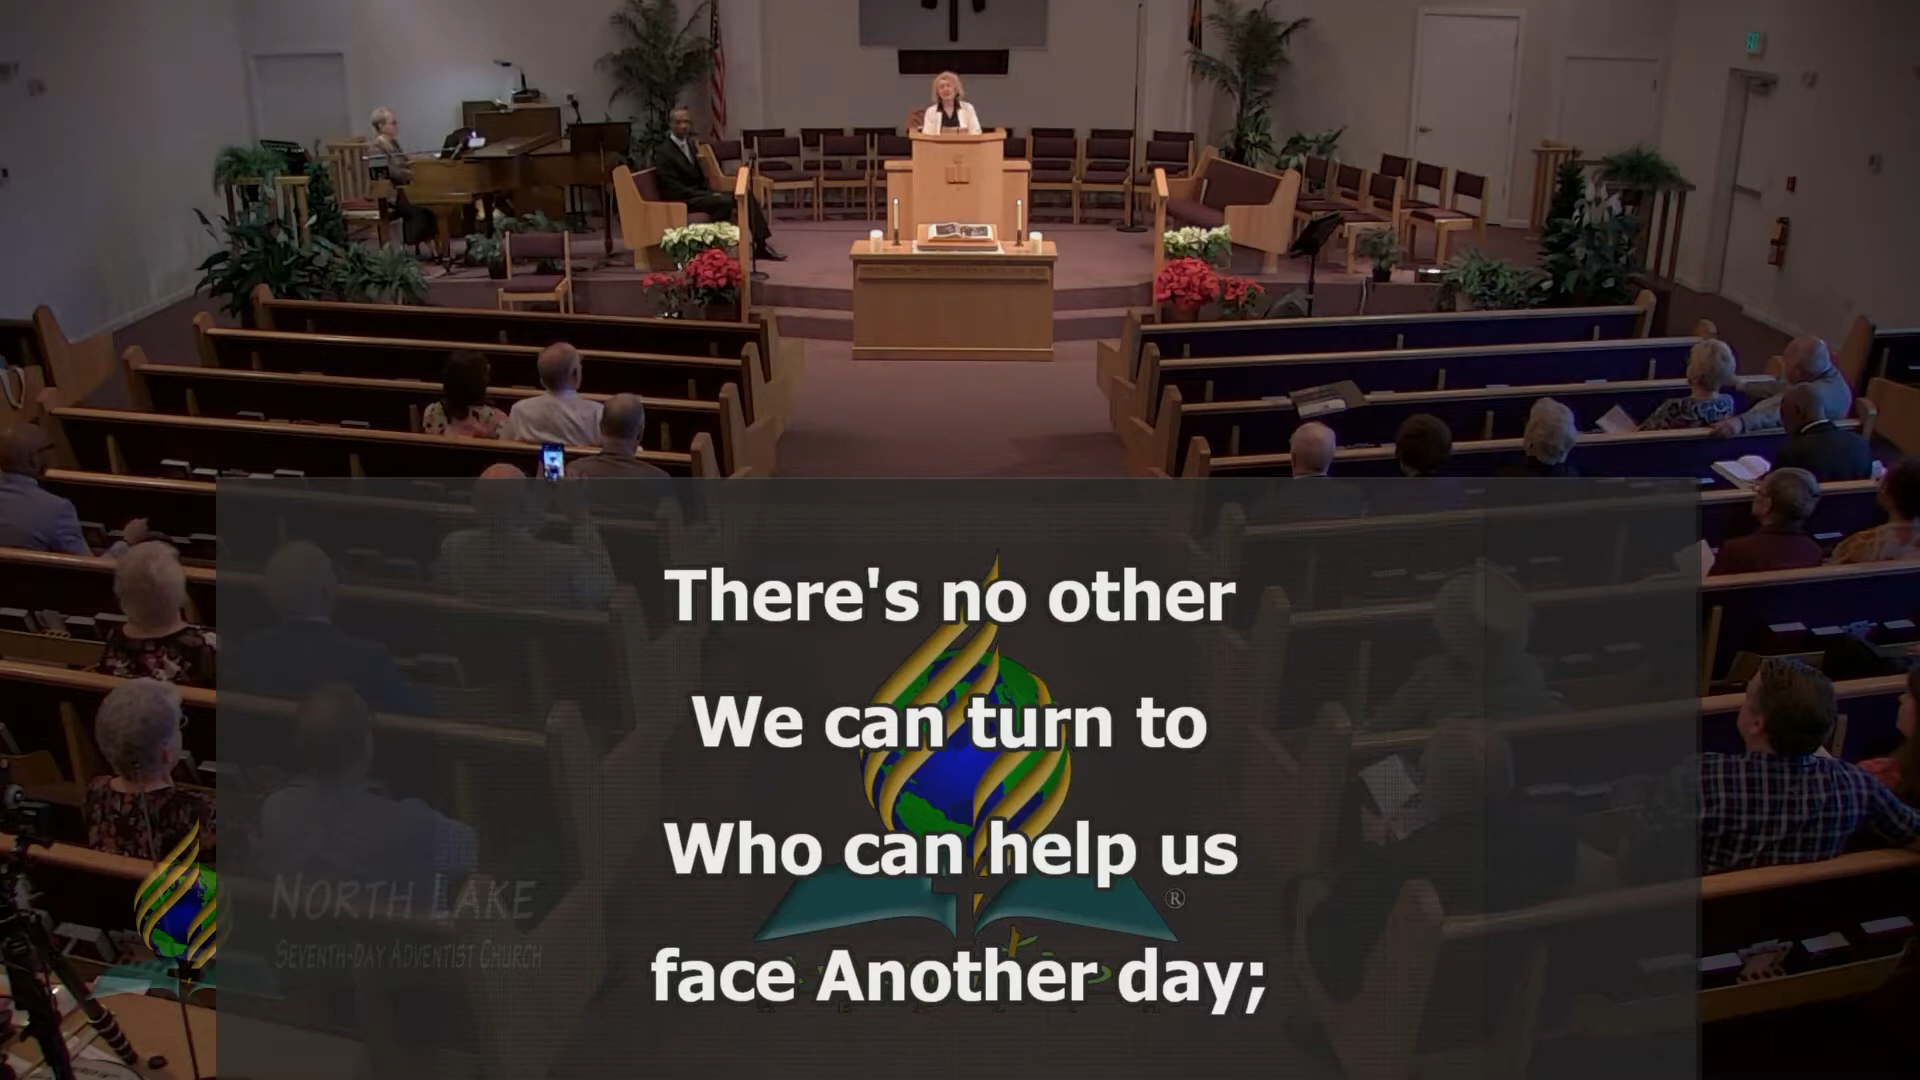 There's no other
We can turn to
Who can help us
face Another day;
®
NORTH LAKE
SEVENTH-DAY ADVENTIST CHURCH